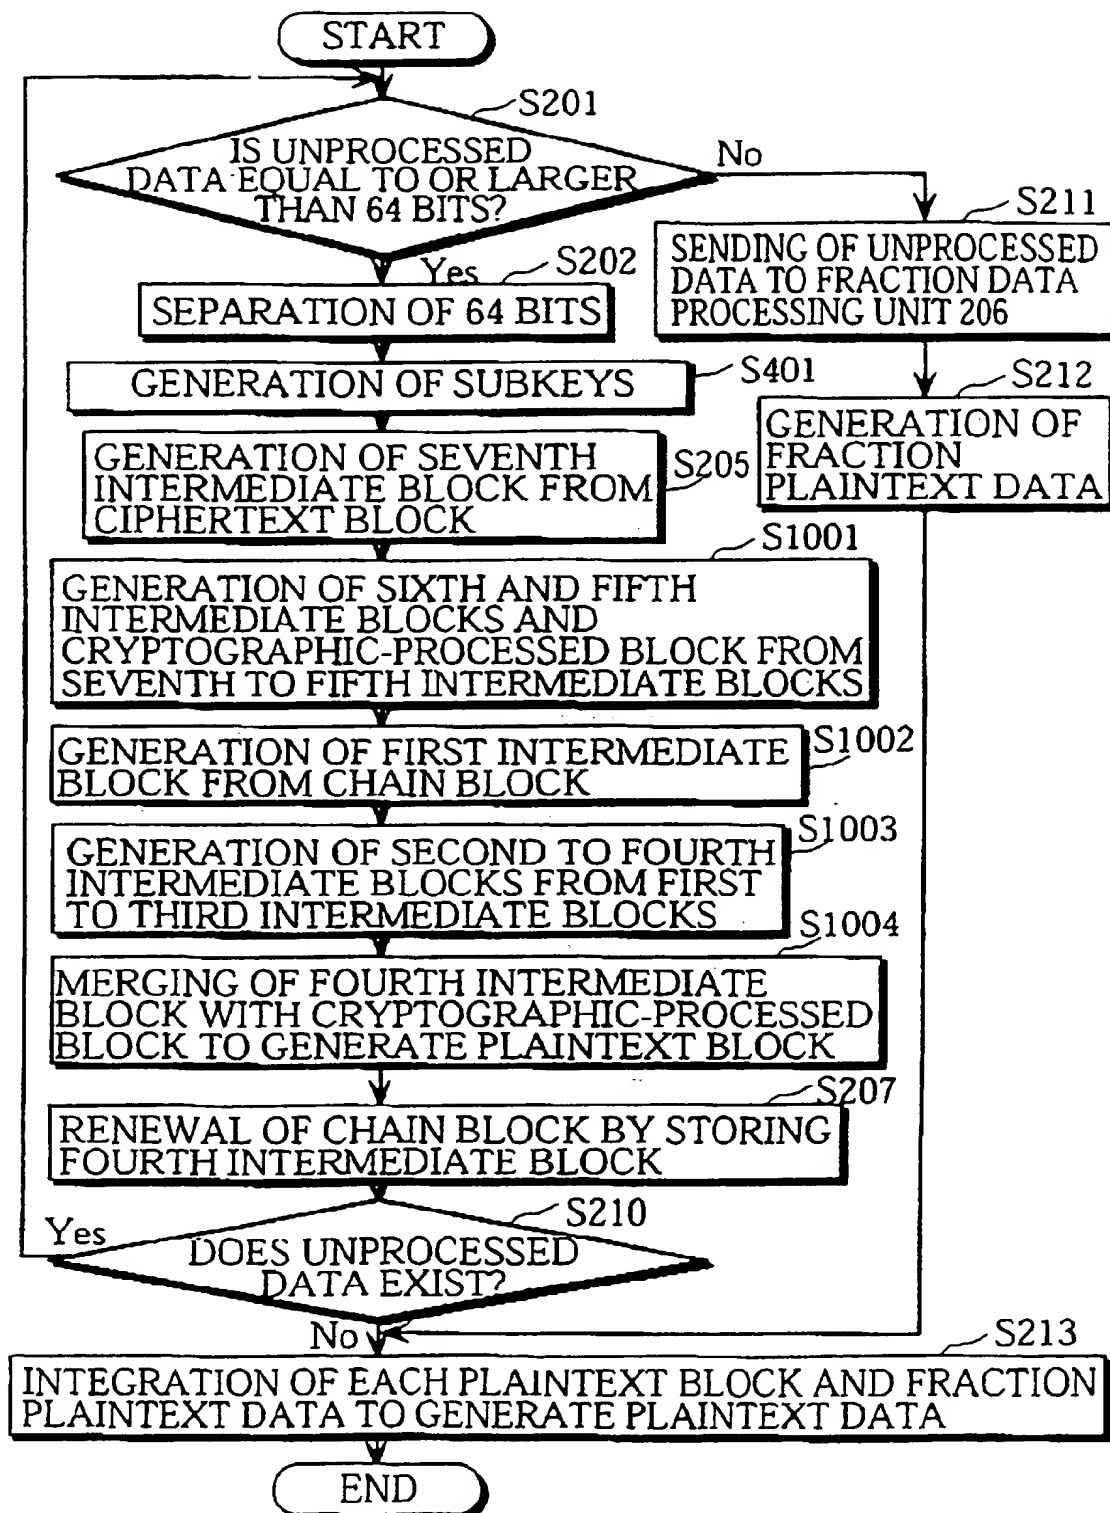 START
S201
IS UNPROCESSED
DATA EQUAL TO OR LARGER
THAN 64 BITS?
No
Yes
S211
SENDING OF UNPROCESSED
DATA TO FRACTION DATA
PROCESSING UNIT 206
S202
SEPARATION OF 64 BITS
S401
GENERATION OF SUBKEYS
S212
GENERATION OF
FRACTION
PLAINTEXT DATA
S205
GENERATION OF SEVENTH
INTERMEDIATE BLOCK FROM
CIPHERTEXT BLOCK
S1001
GENERATION OF SIXTH AND FIFTH
INTERMEDIATE BLOCKS AND
CRYPTOGRAPHIC-PROCESSED BLOCK FROM
SEVENTH TO FIFTH INTERMEDIATE BLOCKS
S1002
GENERATION OF FIRST INTERMEDIATE
BLOCK FROM CHAIN BLOCK
S1003
GENERATION OF SECOND TO FOURTH
INTERMEDIATE BLOCKS FROM FIRST
TO THIRD INTERMEDIATE BLOCKS
S1004
MERGING OF FOURTH INTERMEDIATE
BLOCK WITH CRYPTOGRAPHIC-PROCESSED
BLOCK TO GENERATE PLAINTEXT BLOCK
S207
RENEWAL OF CHAIN BLOCK BY STORING
FOURTH INTERMEDIATE BLOCK
S210
Yes
DOES UNPROCESSED
DATA EXIST?
No
S213
INTEGRATION OF EACH PLAINTEXT BLOCK AND FRACTION
PLAINTEXT DATA TO GENERATE PLAINTEXT DATA
END